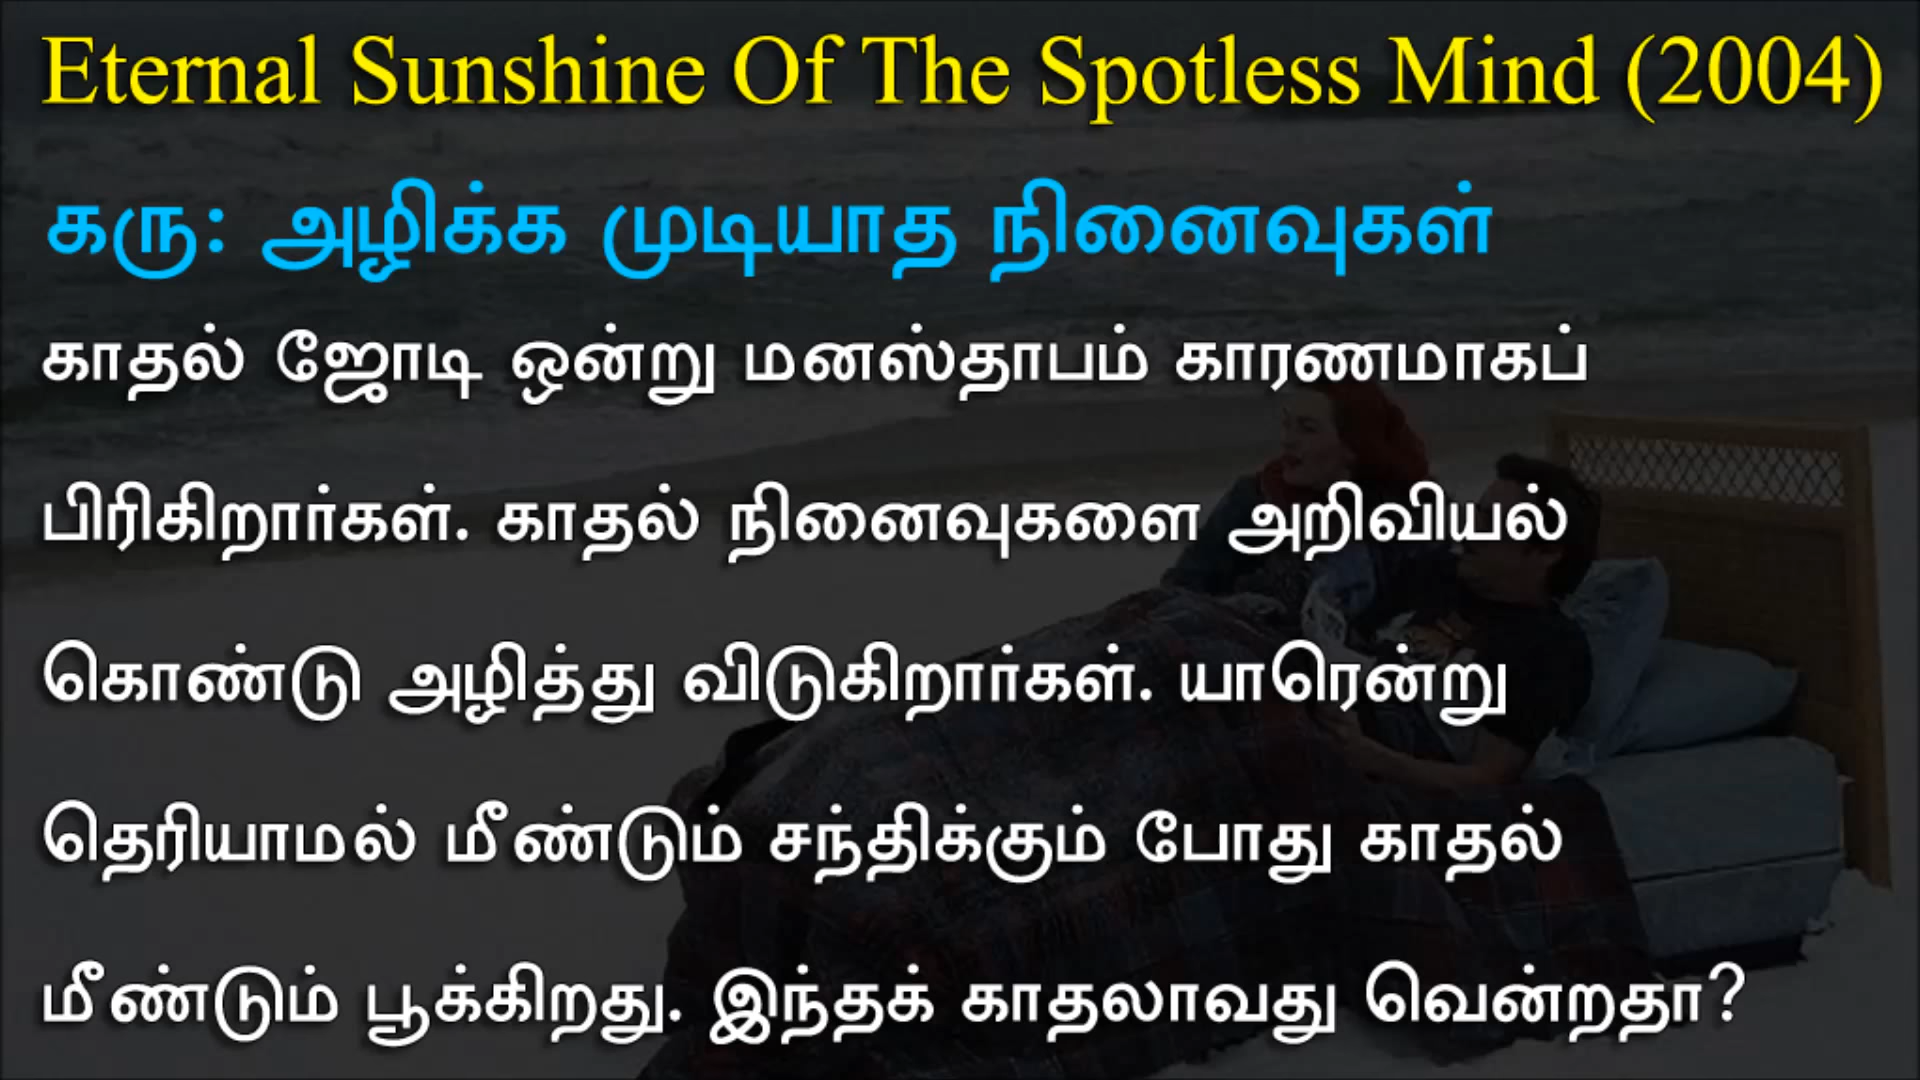 Eternal Sunshine Of The Spotless Mind (2004)
கரு: அழிக்க முடியாத நினைவுகள்
காதல் ஜோடி ஒன்று மனஸ்தாபம் காரணமாகப்
பிரிகிறார்கள். காதல் நினைவுகளை அறிவியல்
கொண்டு அழித்து விடுகிறார்கள். யாரென்று
தெரியாமல் மீண்டும் சந்திக்கும் போது காதல்
மீண்டும் பூக்கிறது. இந்தக் காதலாவது வென்றதா?